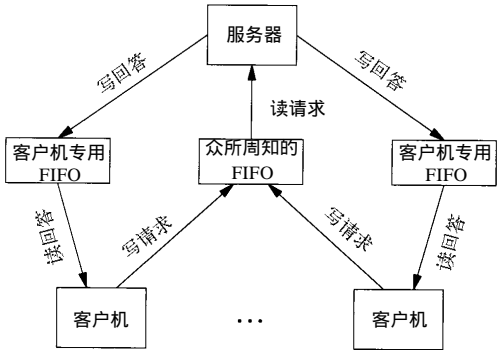 服务器
写回答
写回答
读请求
客户机专用
FIFO
众所周知的
FIFO
客户机专用
FIFO
读回答
写请求
写请求
读回答
客户机
...
客户机